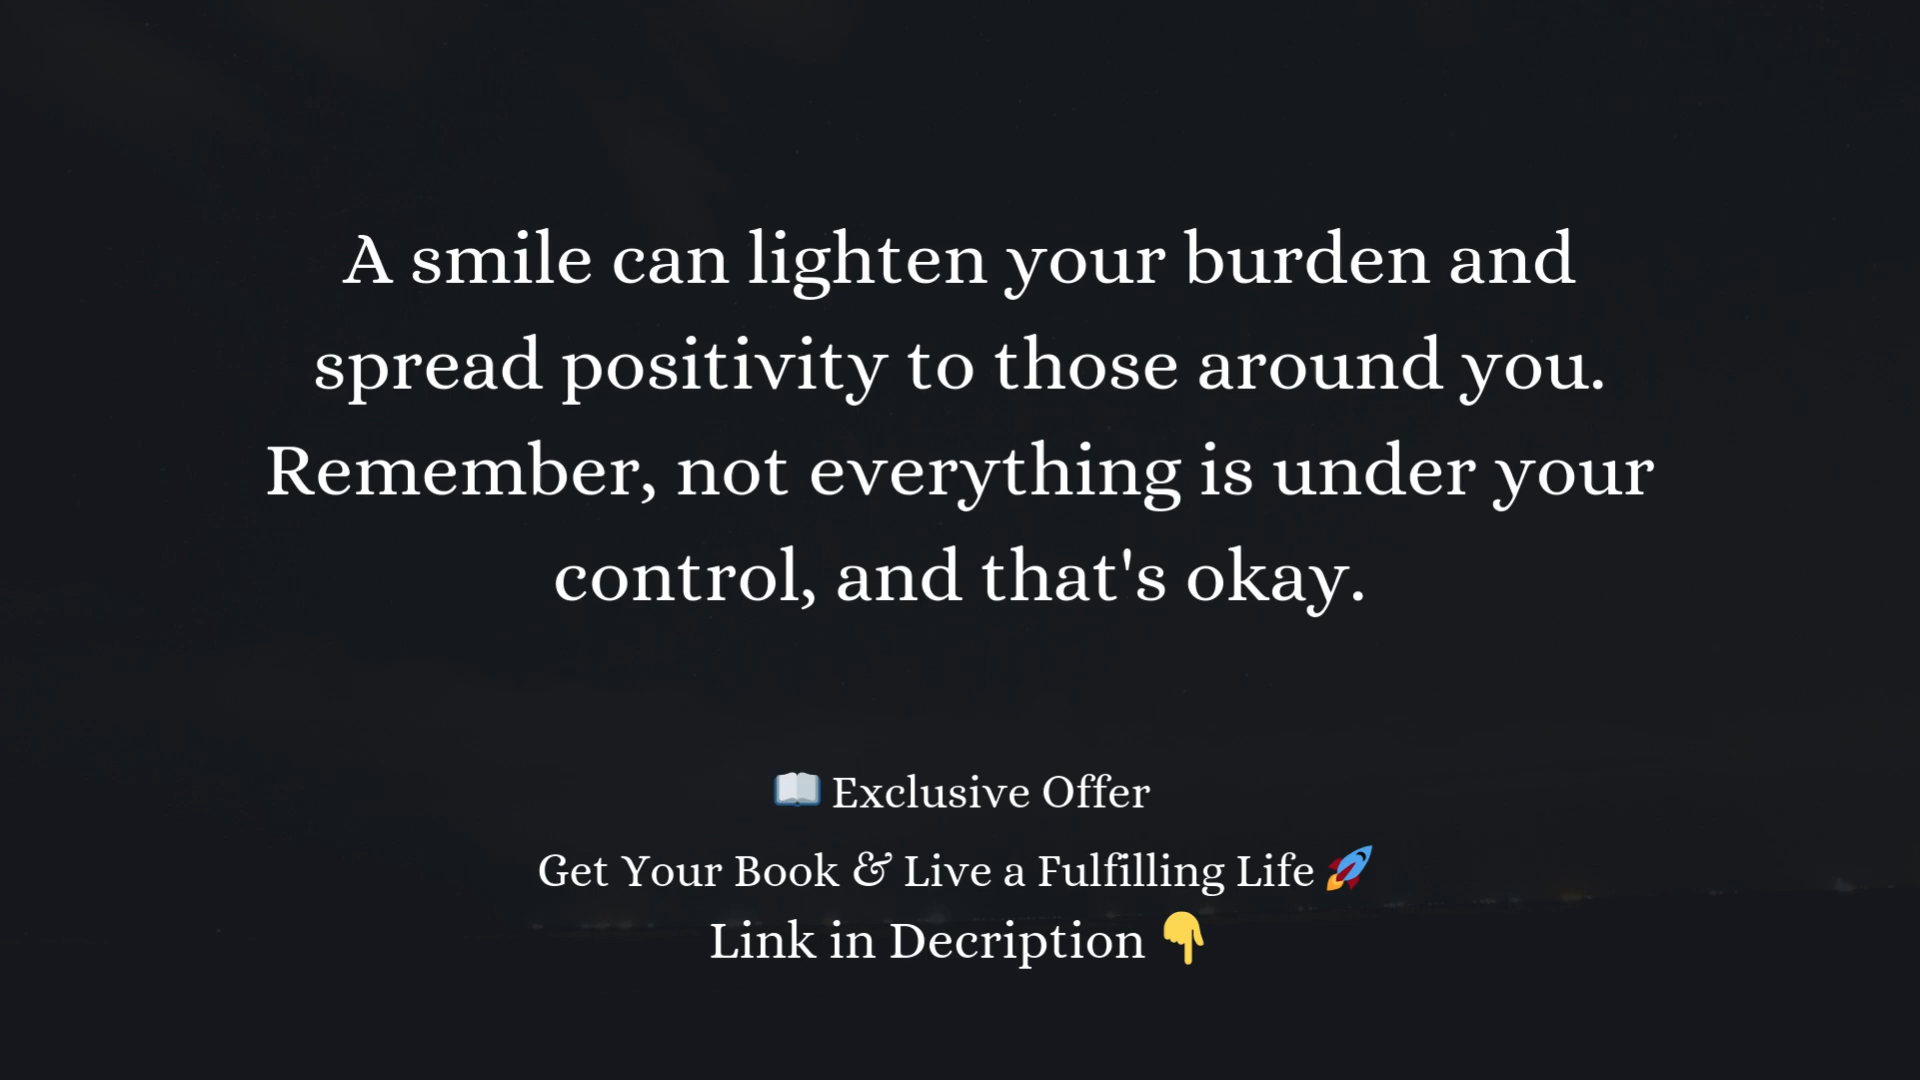 A smile can lighten your burden and
spread positivity to those around you.
Remember, not everything is under your
control, and that's okay.
📖 Exclusive Offer
Get Your Book & Live a Fulfilling Life 🚀
Link in Decription 👇